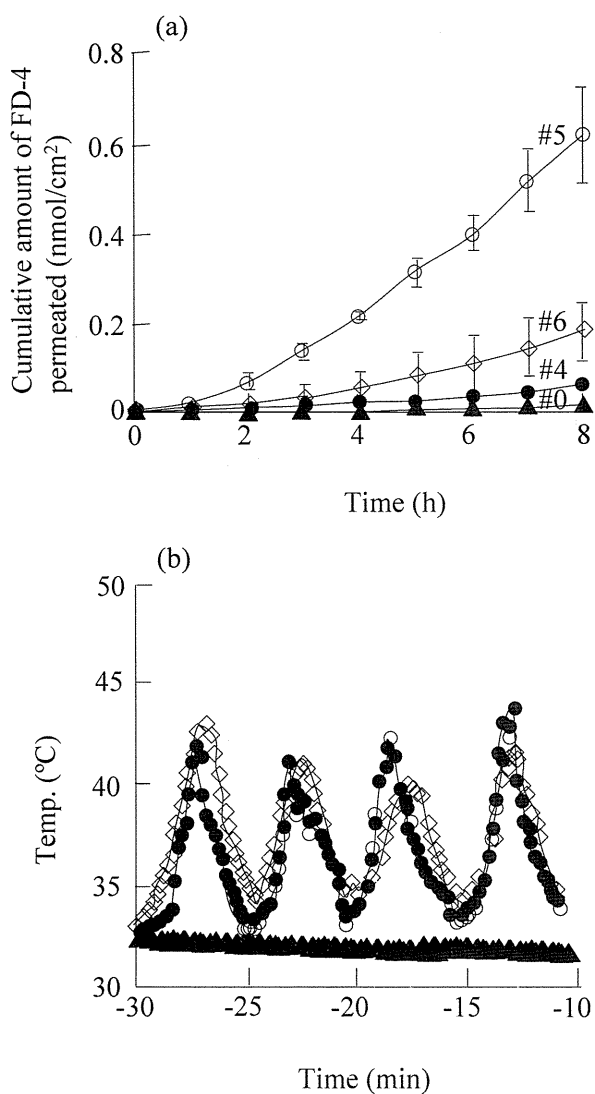 (a)
Cumulative amount of FD-4
permeated (nmol/cm²)
0.8
0.6
0.4
0.2
0
#5
#6
#4
#0
0 2 4 6 8
Time (h)
(b)
Temp. (ºC)
50
45
40
35
30
-30 -25 -20 -15 -10
Time (min)